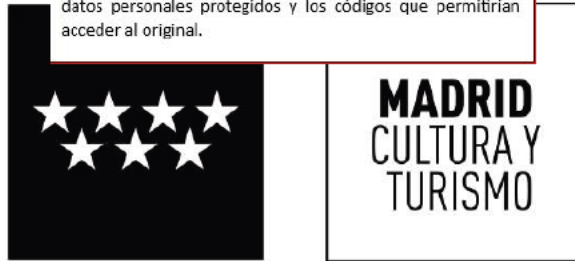 datos personales protegidos y los códigos que permitirían
acceder al original.
MADRID
CULTURA Y
TURISMO